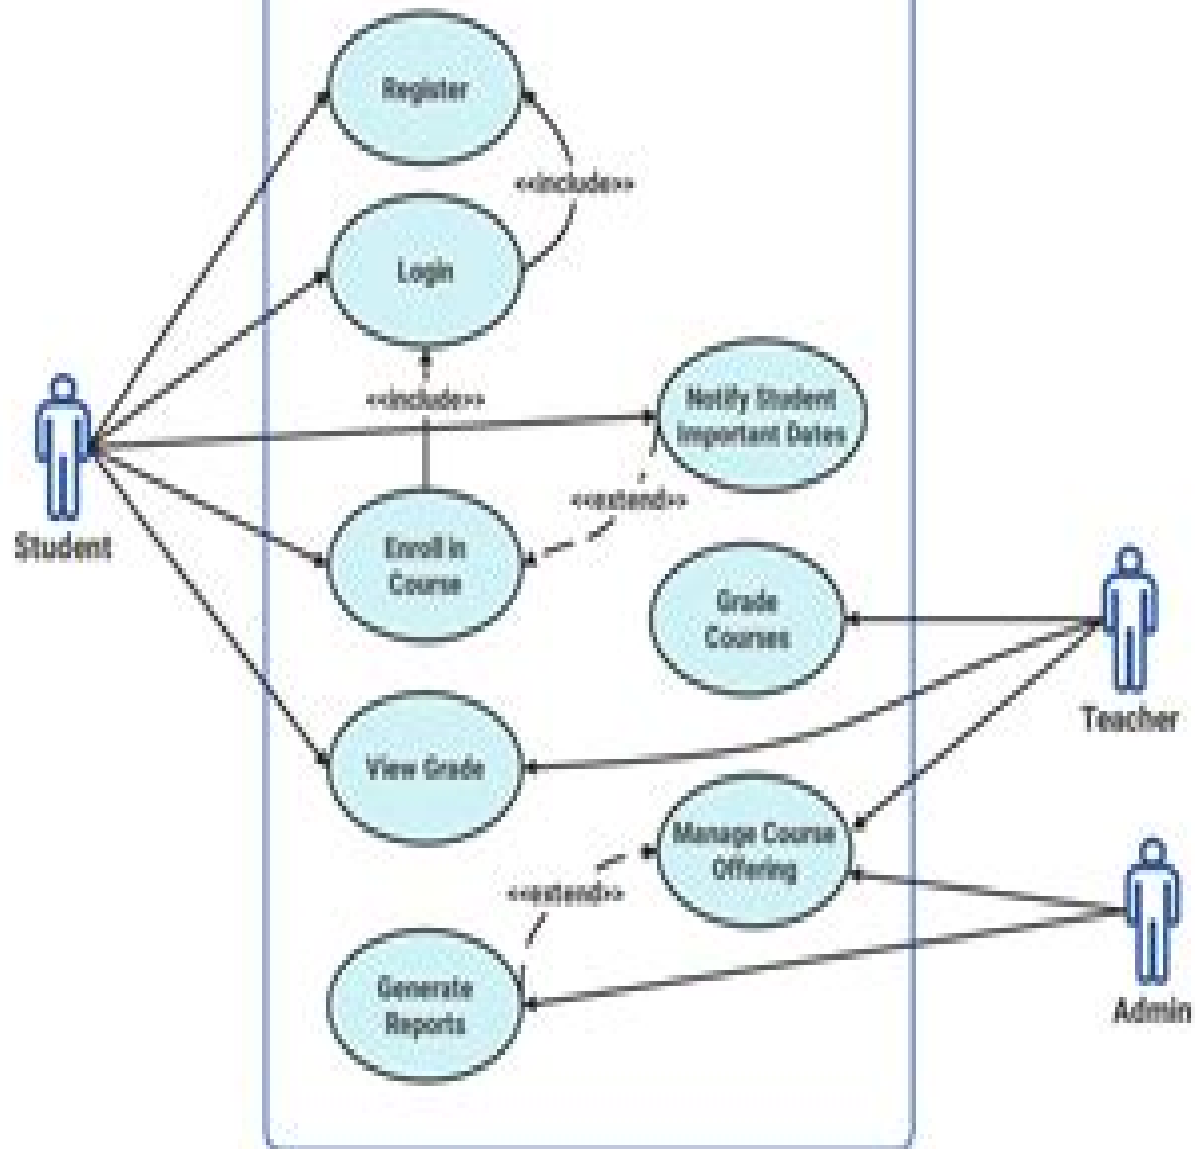 Register
<<include>>
Login
<<include>>
Notify Student
Important Dates
<<extend>>
Student
Enroll in
Course
Grade
Courses
Teacher
View Grade
Manage Course
Offering
<<extend>>
Generate
Reports
Admin